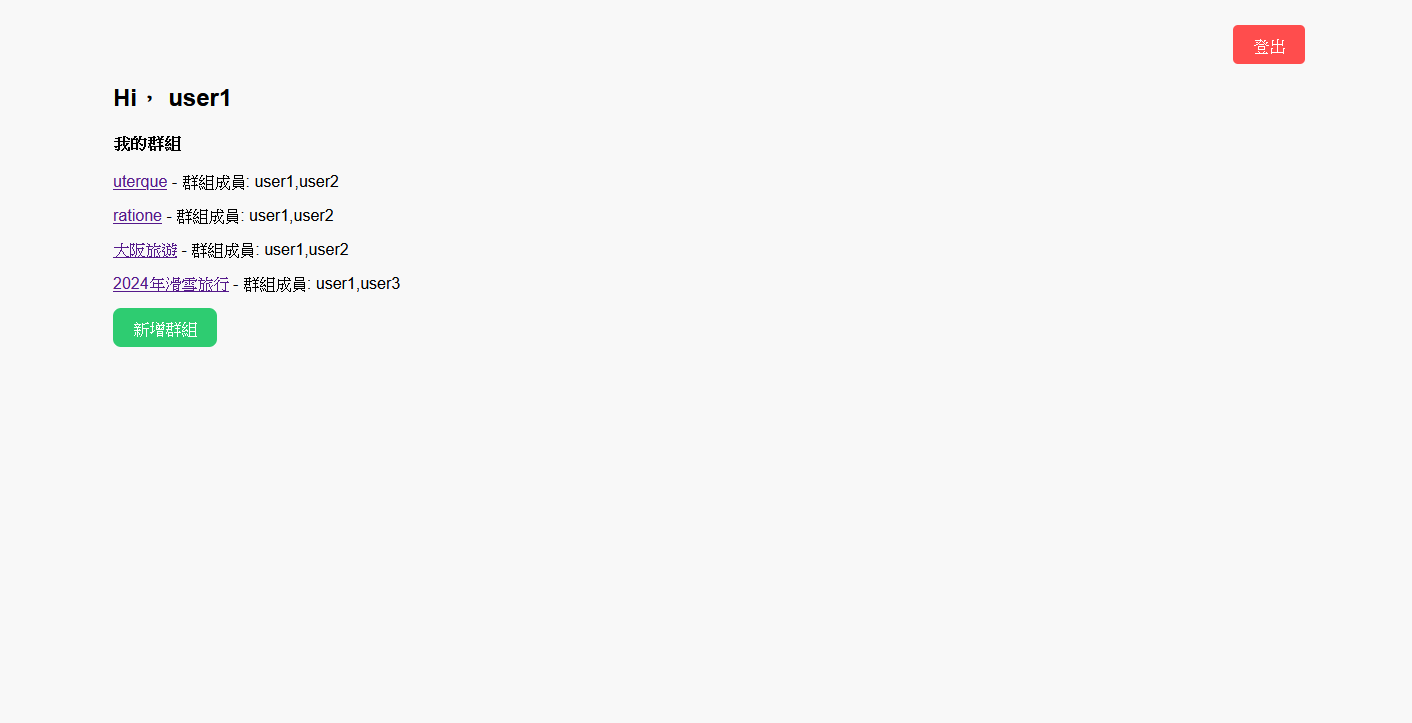 登出
Hi， user1
我的群組
uterque - 群組成員: user1,user2
ratione - 群組成員: user1,user2
大阪旅遊 - 群組成員: user1,user2
2024年滑雪旅行 - 群組成員: user1,user3
新增群組